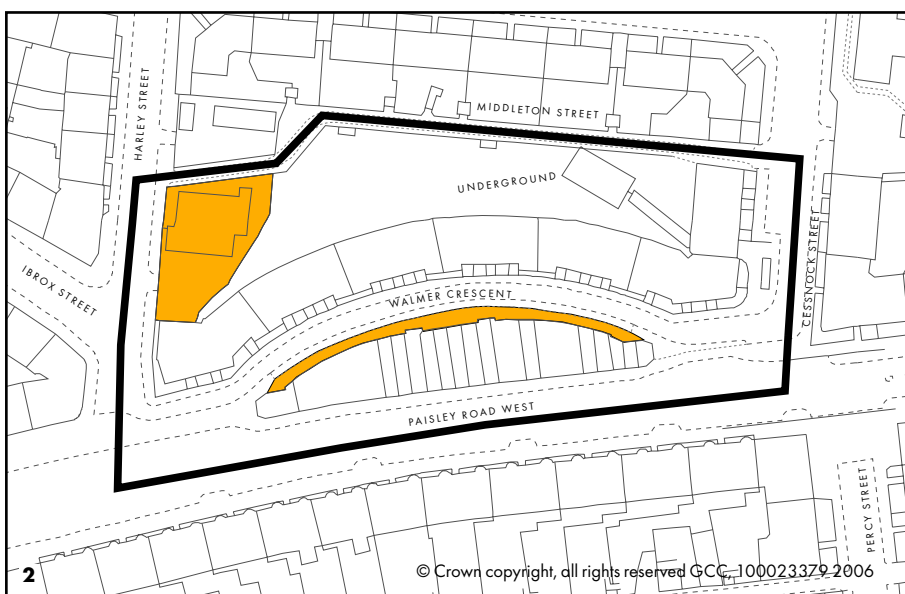 MIDDLETON STREET
HARLEY STREET
UNDERGROUND
IBROX STREET
WALMER CRESCENT
CESSNOCK STREET
PAISLEY ROAD WEST
PERCY STREET
2
© Crown copyright, all rights reserved GCC, 100023379 2006